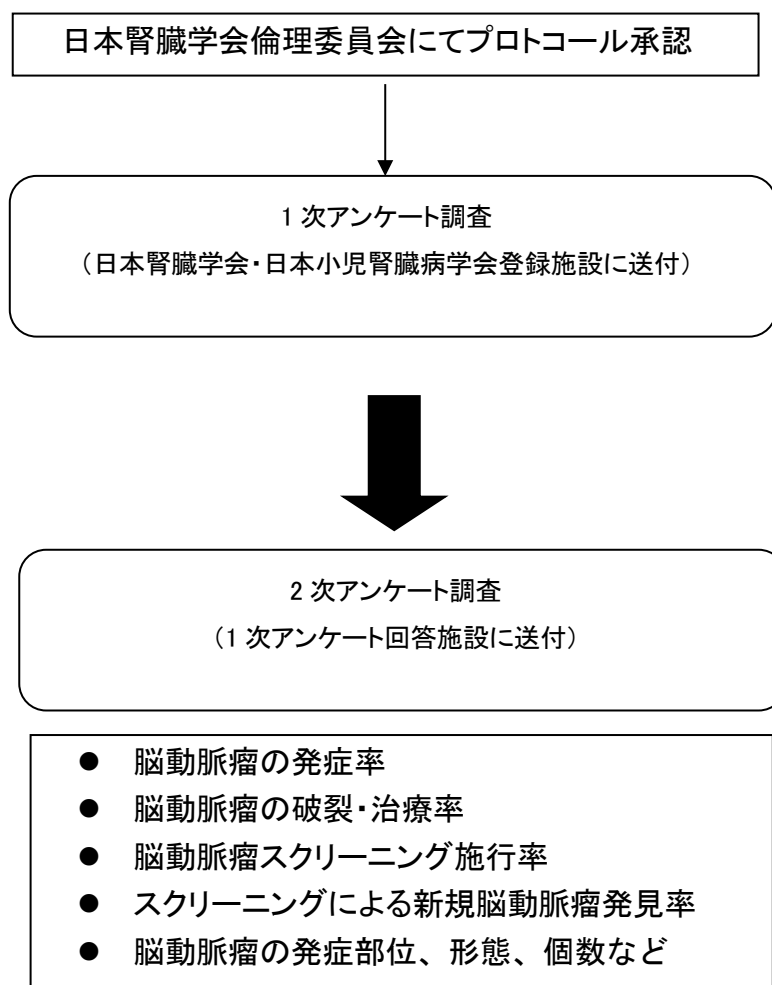 日本腎臓学会倫理委員会にてプロトコール承認
1 次アンケート調査
（日本腎臓学会・日本小児腎臓病学会登録施設に送付）
2 次アンケート調査
（1 次アンケート回答施設に送付）
● 脳動脈瘤の発症率
● 脳動脈瘤の破裂・治療率
● 脳動脈瘤スクリーニング施行率
● スクリーニングによる新規脳動脈瘤発見率
● 脳動脈瘤の発症部位、形態、個数など